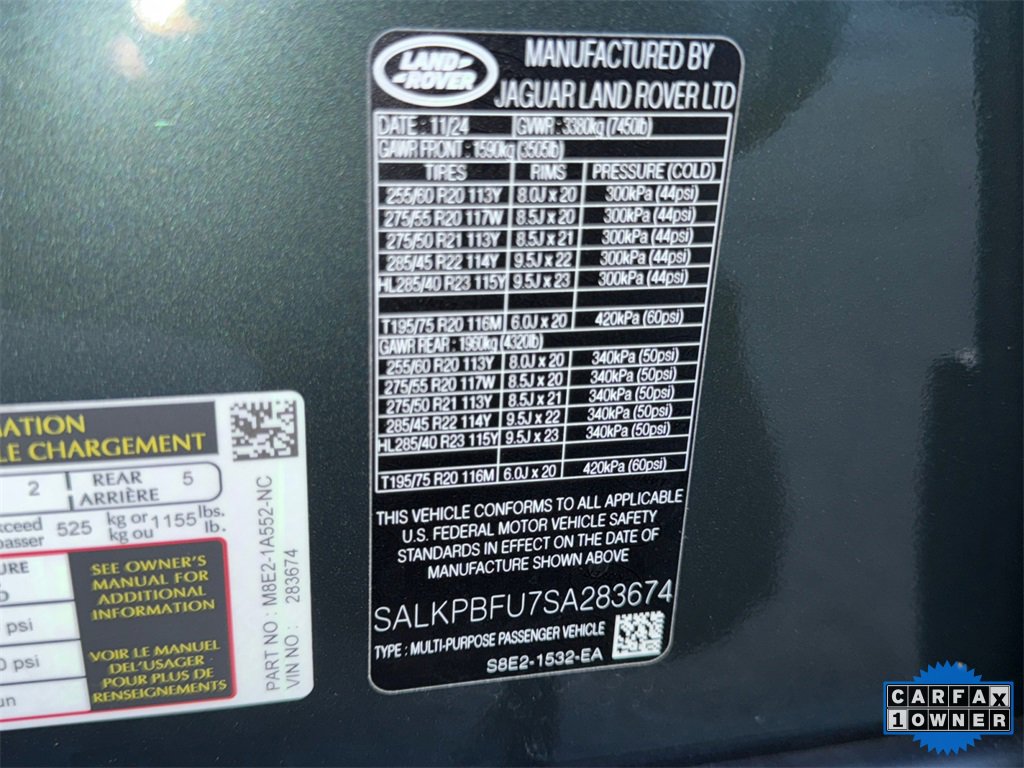 LAND ROVER
MANUFACTURED BY
JAGUAR LAND ROVER LTD
DATE : 11/24 GVWR : 3380kg (7450lb)
GAWR FRONT : 1590kg (3505lb)
TIRES RIMS PRESSURE (COLD)
255/60 R20 113Y 8.0J x 20 300kPa (44psi)
275/55 R20 117W 8.5J x 20 300kPa (44psi)
275/50 R21 113Y 8.5J x 21 300kPa (44psi)
285/45 R22 114Y 9.5J x 22 300kPa (44psi)
HL285/40 R23 115Y 9.5J x 23 300kPa (44psi)
T195/75 R20 116M 6.0J x 20 420kPa (60psi)
GAWR REAR : 1960kg (4320lb)
255/60 R20 113Y 8.0J x 20 340kPa (50psi)
275/55 R20 117W 8.5J x 20 340kPa (50psi)
275/50 R21 113Y 8.5J x 21 340kPa (50psi)
285/45 R22 114Y 9.5J x 22 340kPa (50psi)
HL285/40 R23 115Y 9.5J x 23 340kPa (50psi)
T195/75 R20 116M 6.0J x 20 420kPa (60psi)
THIS VEHICLE CONFORMS TO ALL APPLICABLE
U.S. FEDERAL MOTOR VEHICLE SAFETY
STANDARDS IN EFFECT ON THE DATE OF
MANUFACTURE SHOWN ABOVE
SALKPBFU7SA283674
TYPE : MULTI-PURPOSE PASSENGER VEHICLE
S8E2-1532-EA
MATION
LE CHARGEMENT
2 REAR 5
ARRIÈRE
xceed 525 kg or 1155 lbs.
passer kg ou lb.
URE
psi
0 psi
un
SEE OWNER'S
MANUAL FOR
ADDITIONAL
INFORMATION
VOIR LE MANUEL
DEL'USAGER
POUR PLUS DE
RENSEIGNEMENTS
PART NO : M8E2-1A552-NC
VIN NO : 283674
CARFAX
1 OWNER